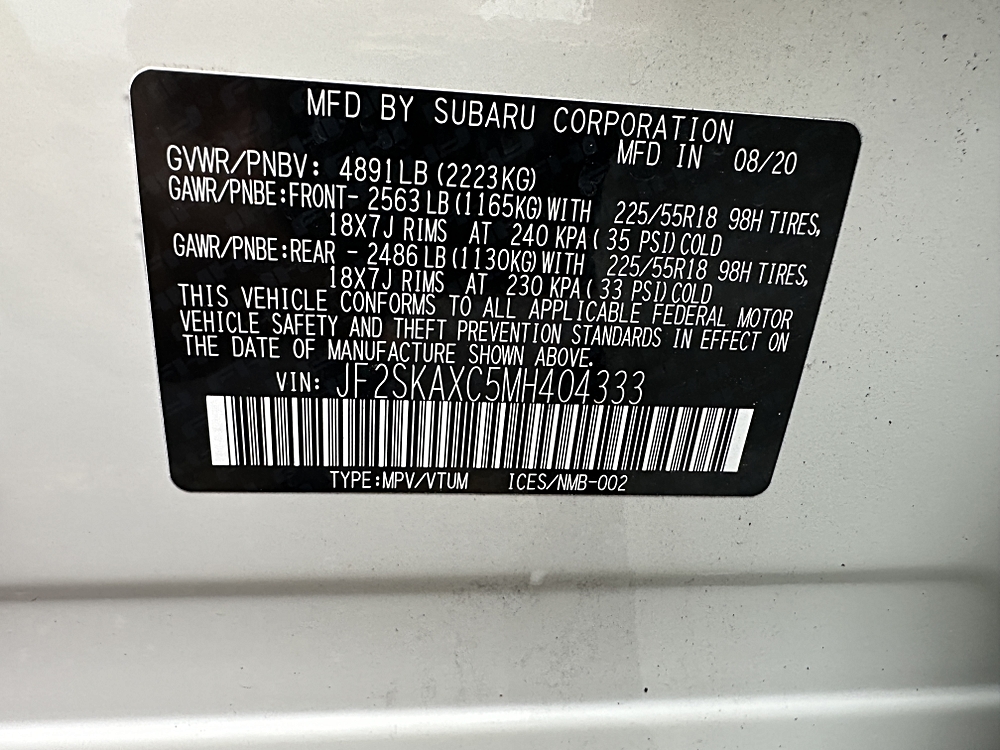 MFD BY SUBARU CORPORATION
MFD IN 08/20
GVWR/PNBV: 4891LB (2223KG)
GAWR/PNBE:FRONT- 2563 LB (1165KG) WITH 225/55R18 98H TIRES,
18X7J RIMS AT 240 KPA ( 35 PSI) COLD
GAWR/PNBE:REAR - 2486 LB (1130KG) WITH 225/55R18 98H TIRES,
18X7J RIMS AT 230 KPA ( 33 PSI) COLD
THIS VEHICLE CONFORMS TO ALL APPLICABLE FEDERAL MOTOR
VEHICLE SAFETY AND THEFT PREVENTION STANDARDS IN EFFECT ON
THE DATE OF MANUFACTURE SHOWN ABOVE.
VIN: JF2SKAXC5MH404333
TYPE:MPV/VTUM ICES/NMB-002